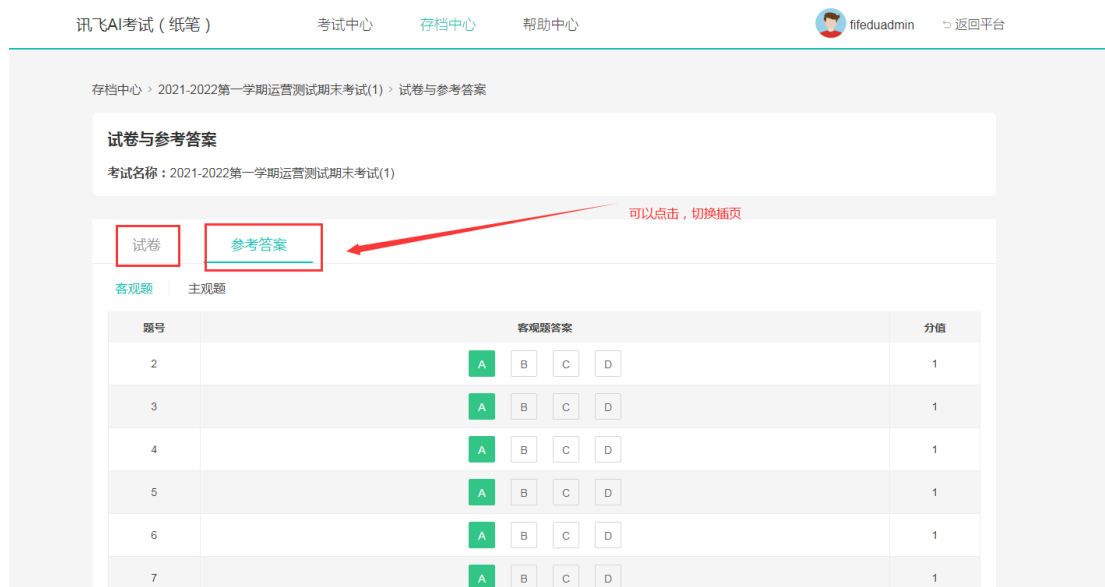 讯飞AI考试（纸笔） 考试中心 存档中心 帮助中心 fifeduadmin 返回平台
存档中心 > 2021-2022第一学期运营测试期末考试(1) > 试卷与参考答案
试卷与参考答案
考试名称：2021-2022第一学期运营测试期末考试(1)
可以点击，切换插页
试卷 参考答案
客观题 主观题
题号 客观题答案 分值
2 A B C D 1
3 A B C D 1
4 A B C D 1
5 A B C D 1
6 A B C D 1
7 A B C D 1